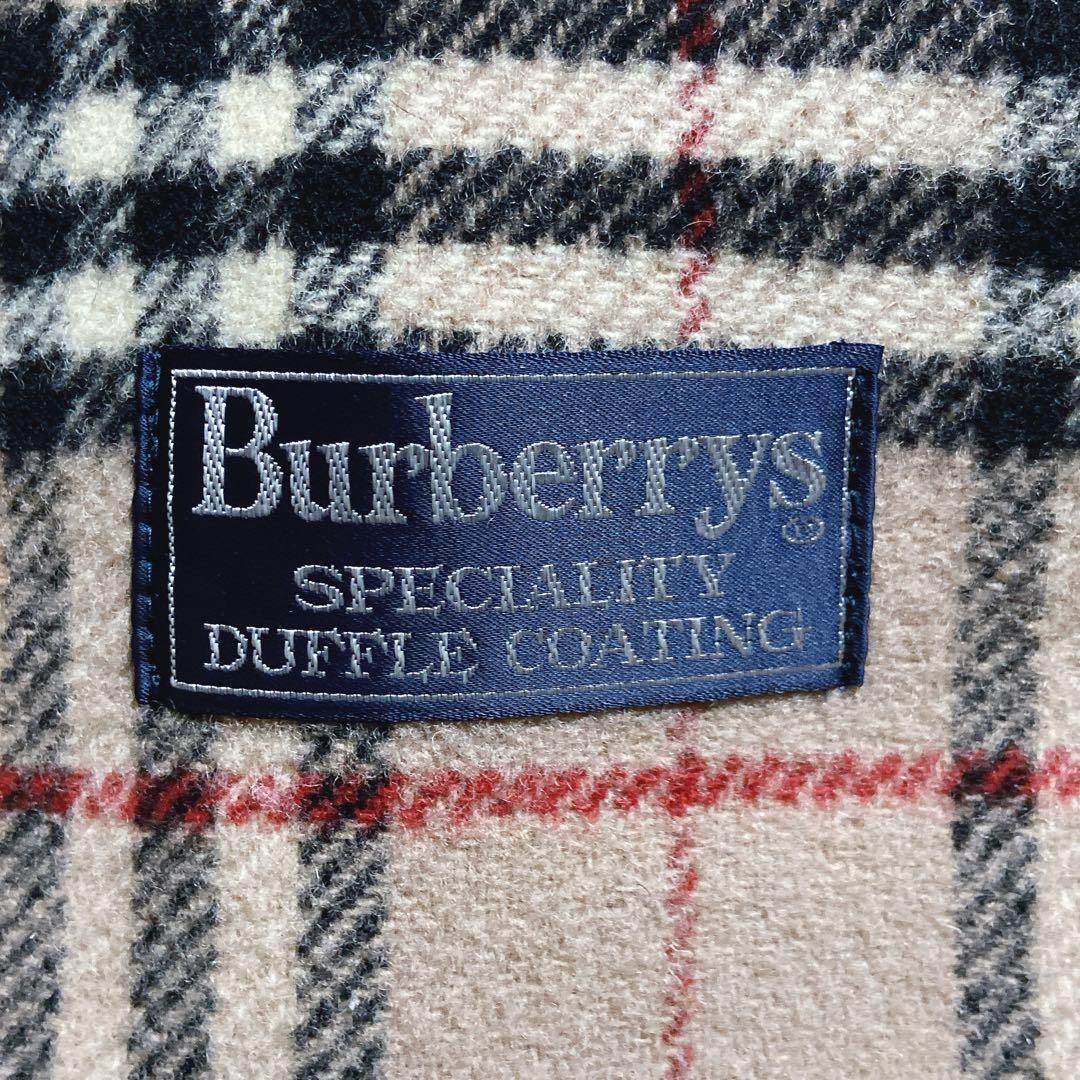 Burberrys
SPECIALITY
DUFFLE COATING